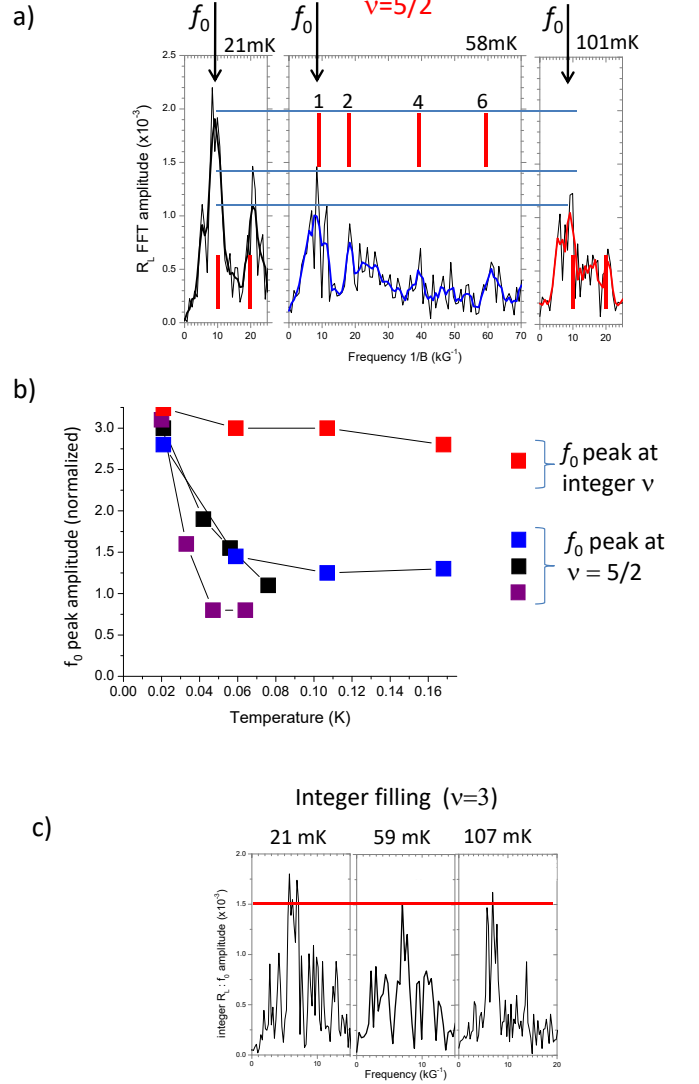 a)
f0
f0
ν=5/2
f0
21mK
58mK
101mK
RL FFT amplitude (x10-3)
2.5
2.0
1.5
1.0
0.5
0.0
1 2 4 6
0 10 20
0 10 20 30 40 50 60 70
0 10 20
Frequency 1/B (kG-1)
b)
f0 peak amplitude (normalized)
3.0
2.5
2.0
1.5
1.0
0.5
0.0
0.00 0.02 0.04 0.06 0.08 0.10 0.12 0.14 0.16
Temperature (K)
f0 peak at
integer ν
f0 peak at
ν = 5/2
Integer filling (ν=3)
c)
21 mK 59 mK 107 mK
integer RL : f0 amplitude (x10-3)
2.0
1.5
1.0
0.5
0.0
0 10 0 10 0 10 20
Frequency (kG-1)